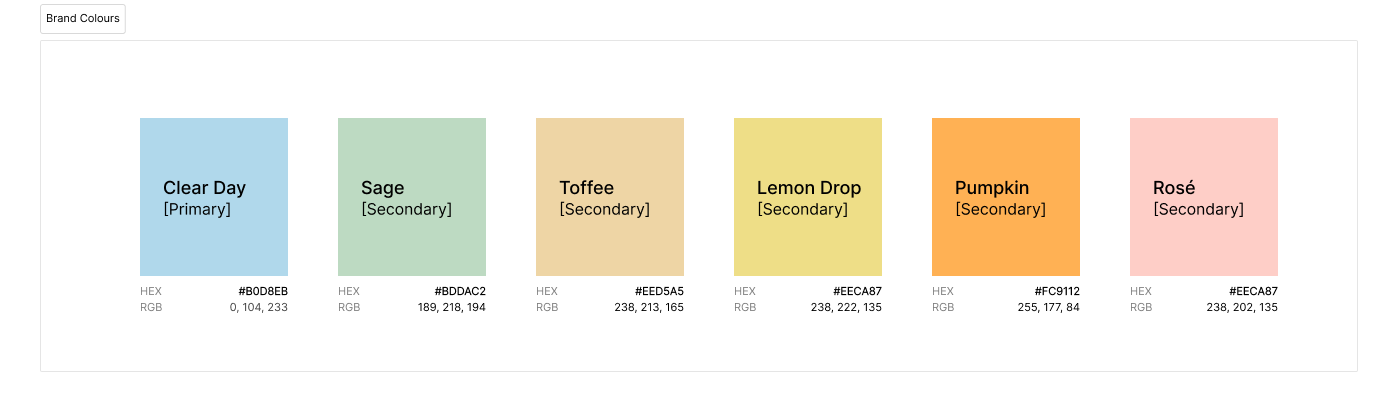 Brand Colours
Clear Day
[Primary]
HEX #B0D8EB
RGB 0, 104, 233
Sage
[Secondary]
HEX #BDDAC2
RGB 189, 218, 194
Toffee
[Secondary]
HEX #EED5A5
RGB 238, 213, 165
Lemon Drop
[Secondary]
HEX #EECA87
RGB 238, 222, 135
Pumpkin
[Secondary]
HEX #FC9112
RGB 255, 177, 84
Rosé
[Secondary]
HEX #EECA87
RGB 238, 202, 135